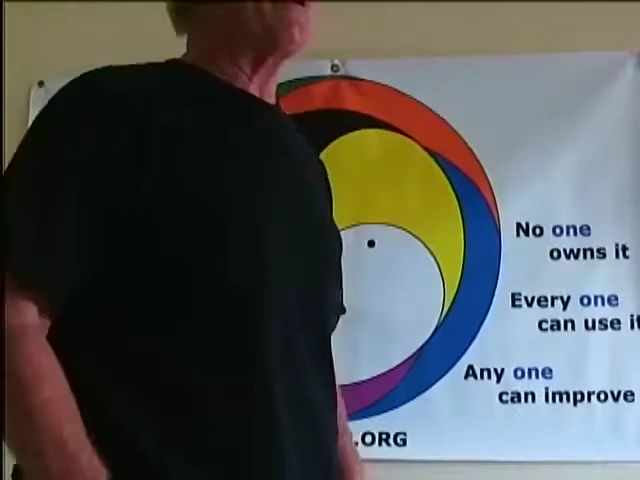 No one
owns it
Every one
can use it
Any one
can improve
.ORG